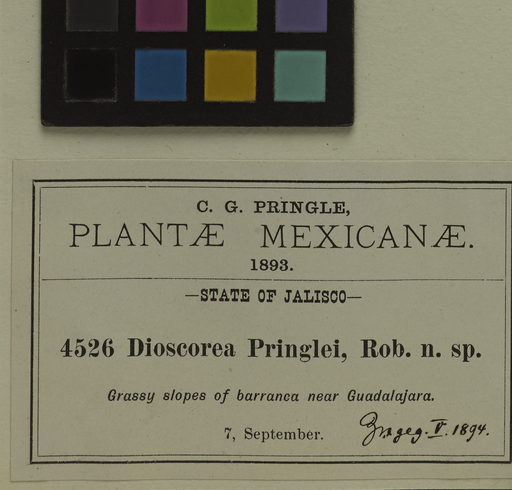 C. G. PRINGLE,
PLANTÆ MEXICANÆ.
1893.
—STATE OF JALISCO—
4526 Dioscorea Pringlei, Rob. n. sp.
Grassy slopes of barranca near Guadalajara.
7, September.
V. 1894.